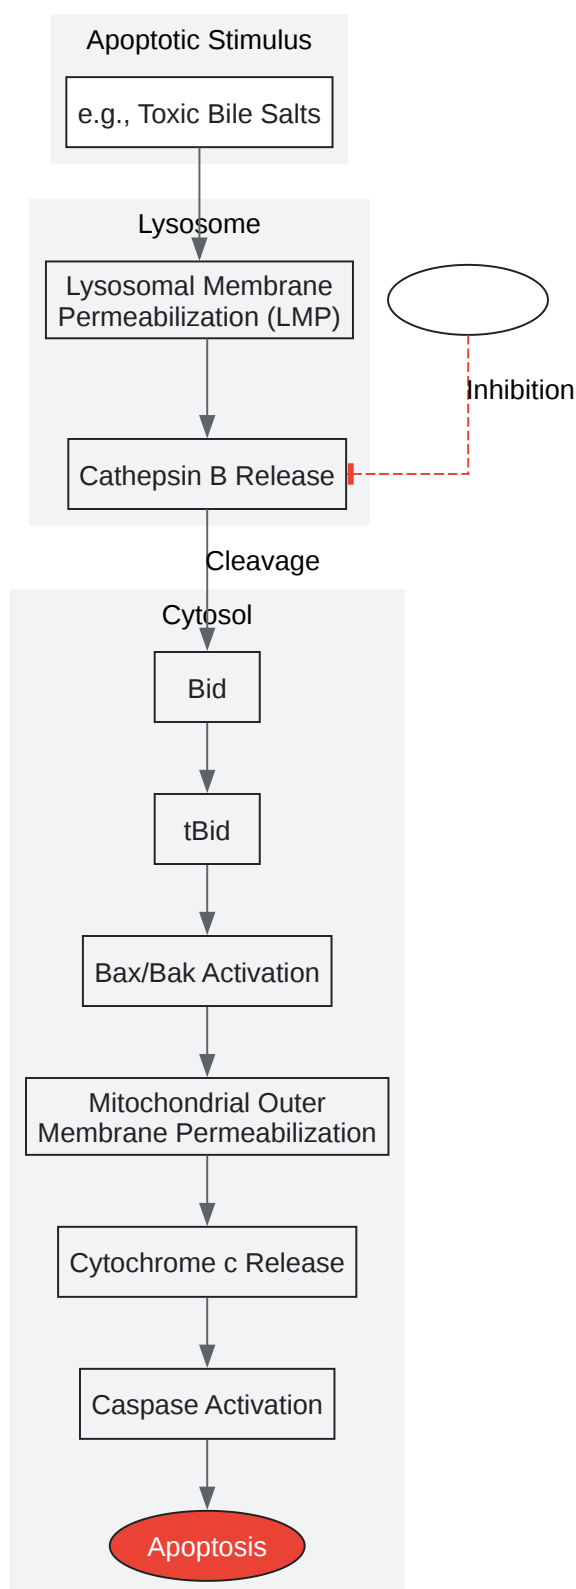 Apoptotic Stimulus
e.g., Toxic Bile Salts
Lysosome
Lysosomal Membrane
Permeabilization (LMP)
Inhibition
Cathepsin B Release
Cleavage
Cytosol
Bid
tBid
Bax/Bak Activation
Mitochondrial Outer
Membrane Permeabilization
Cytochrome c Release
Caspase Activation
Apoptosis